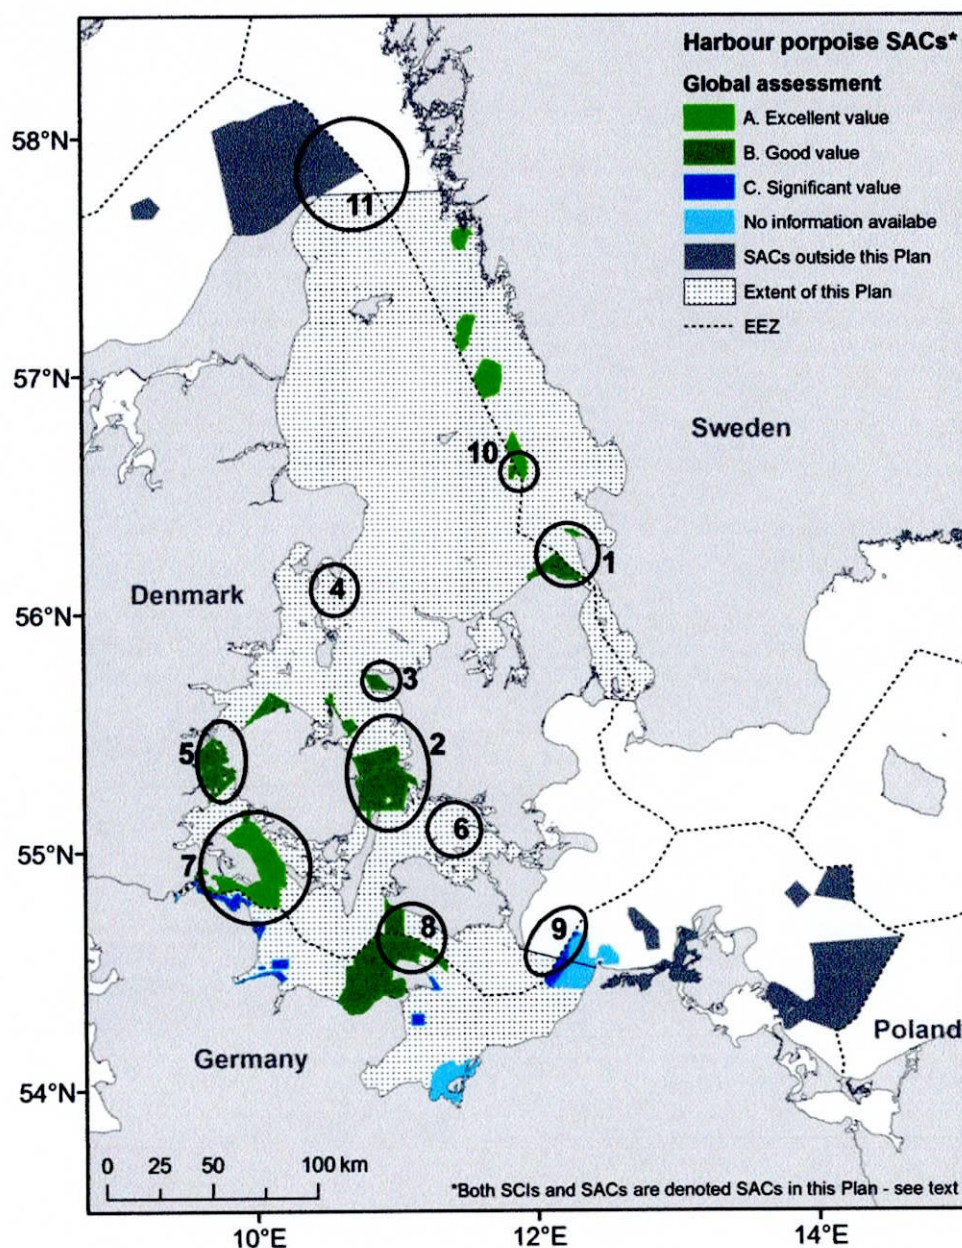 Harbour porpoise SACs*
Global assessment
A. Excellent value
B. Good value
C. Significant value
No information availabe
SACs outside this Plan
Extent of this Plan
EEZ
58°N
11
57°N
Sweden
10
1
Denmark
4
56°N
3
5
2
6
55°N
7
8
9
Poland
Germany
54°N
0 25 50 100 km
*Both SCIs and SACs are denoted SACs in this Plan - see text
10°E 12°E 14°E